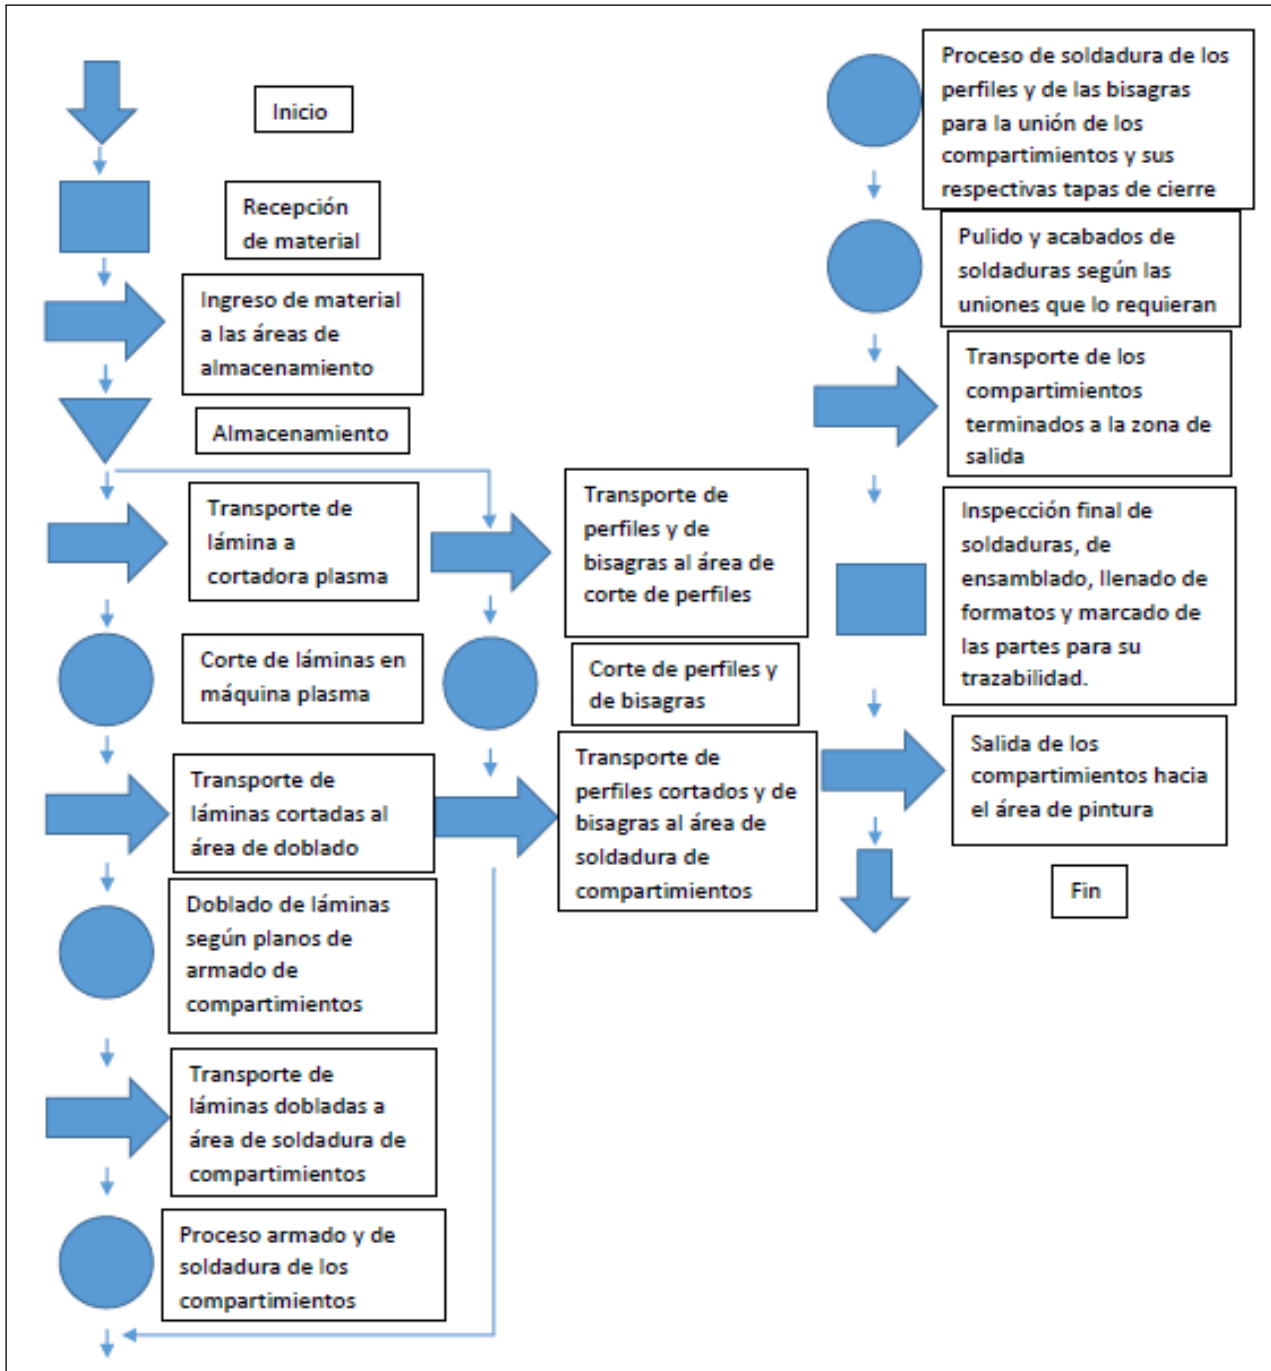 Inicio
Recepción
de material
Ingreso de material
a las áreas de
almacenamiento
Almacenamiento
Transporte de
lámina a
cortadora plasma
Corte de láminas en
máquina plasma
Transporte de
láminas cortadas al
área de doblado
Doblado de láminas
según planos de
armado de
compartimientos
Transporte de
láminas dobladas a
área de soldadura de
compartimientos
Proceso armado y de
soldadura de los
compartimientos
Transporte de
perfiles y de
bisagras al área de
corte de perfiles
Corte de perfiles y
de bisagras
Transporte de
perfiles cortados y de
bisagras al área de
soldadura de
compartimientos
Proceso de soldadura de los
perfiles y de las bisagras
para la unión de los
compartimientos y sus
respectivas tapas de cierre
Pulido y acabados de
soldaduras según las
uniones que lo requieran
Transporte de los
compartimientos
terminados a la zona de
salida
Inspección final de
soldaduras, de
ensamblado, llenado de
formatos y marcado de
las partes para su
trazabilidad.
Salida de los
compartimientos hacia
el área de pintura
Fin